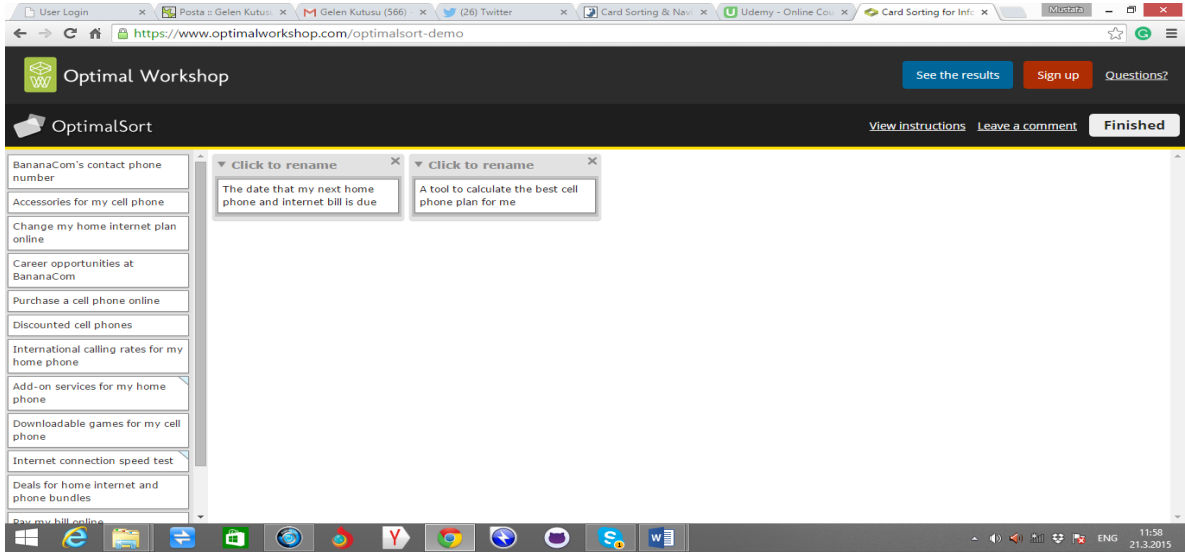 User Login
Posta :: Gelen Kutusu
Gelen Kutusu (566) -
(26) Twitter
Card Sorting & Navi
Udemy - Online Cou
Card Sorting for Info
Mustafa
https://www.optimalworkshop.com/optimalsort-demo
Optimal Workshop
See the results
Sign up
Questions?
OptimalSort
View instructions
Leave a comment
Finished
BananaCom's contact phone
number
Accessories for my cell phone
Change my home internet plan
online
Career opportunities at
BananaCom
Purchase a cell phone online
Discounted cell phones
International calling rates for my
home phone
Add-on services for my home
phone
Downloadable games for my cell
phone
Internet connection speed test
Deals for home internet and
phone bundles
Pay my bill online
Click to rename
The date that my next home
phone and internet bill is due
Click to rename
A tool to calculate the best cell
phone plan for me
ENG
11:58
21.3.2015